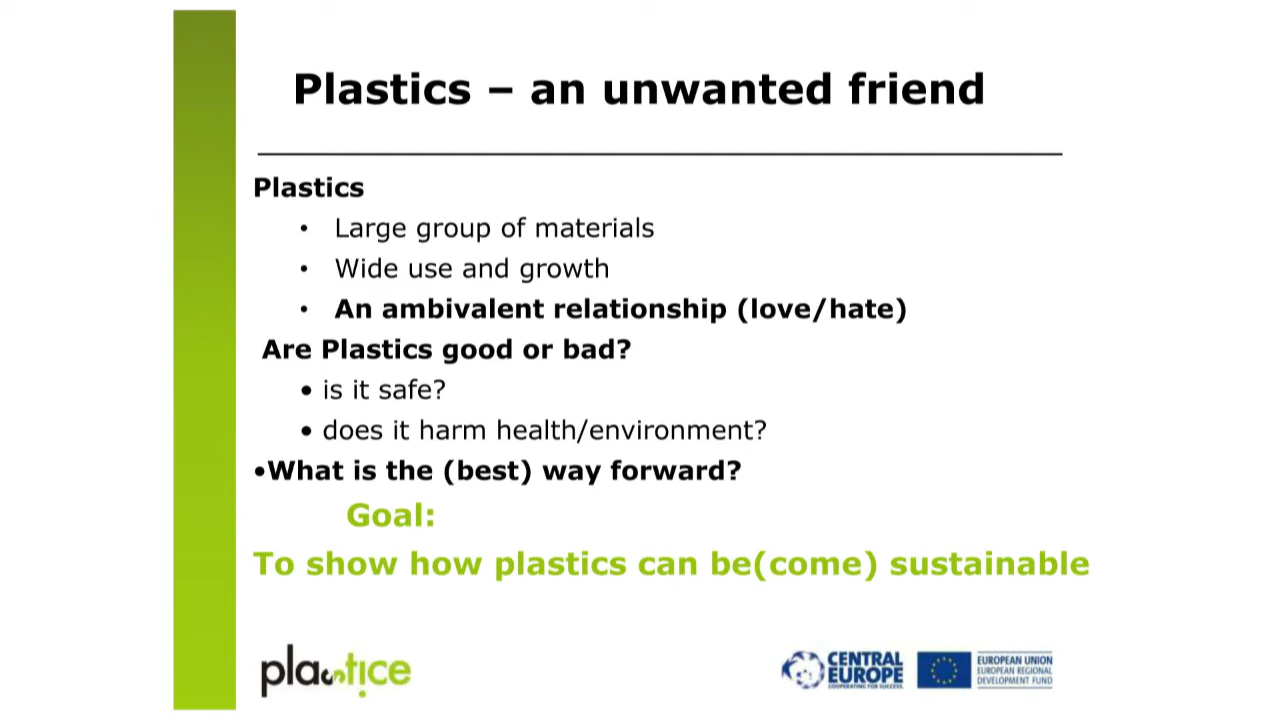 Plastics – an unwanted friend
Plastics
• Large group of materials
• Wide use and growth
• An ambivalent relationship (love/hate)
Are Plastics good or bad?
• is it safe?
• does it harm health/environment?
•What is the (best) way forward?
Goal:
To show how plastics can be(come) sustainable
plastice
CENTRAL
EUROPE
COOPERATING FOR SUCCESS.
EUROPEAN UNION
EUROPEAN REGIONAL
DEVELOPMENT FUND